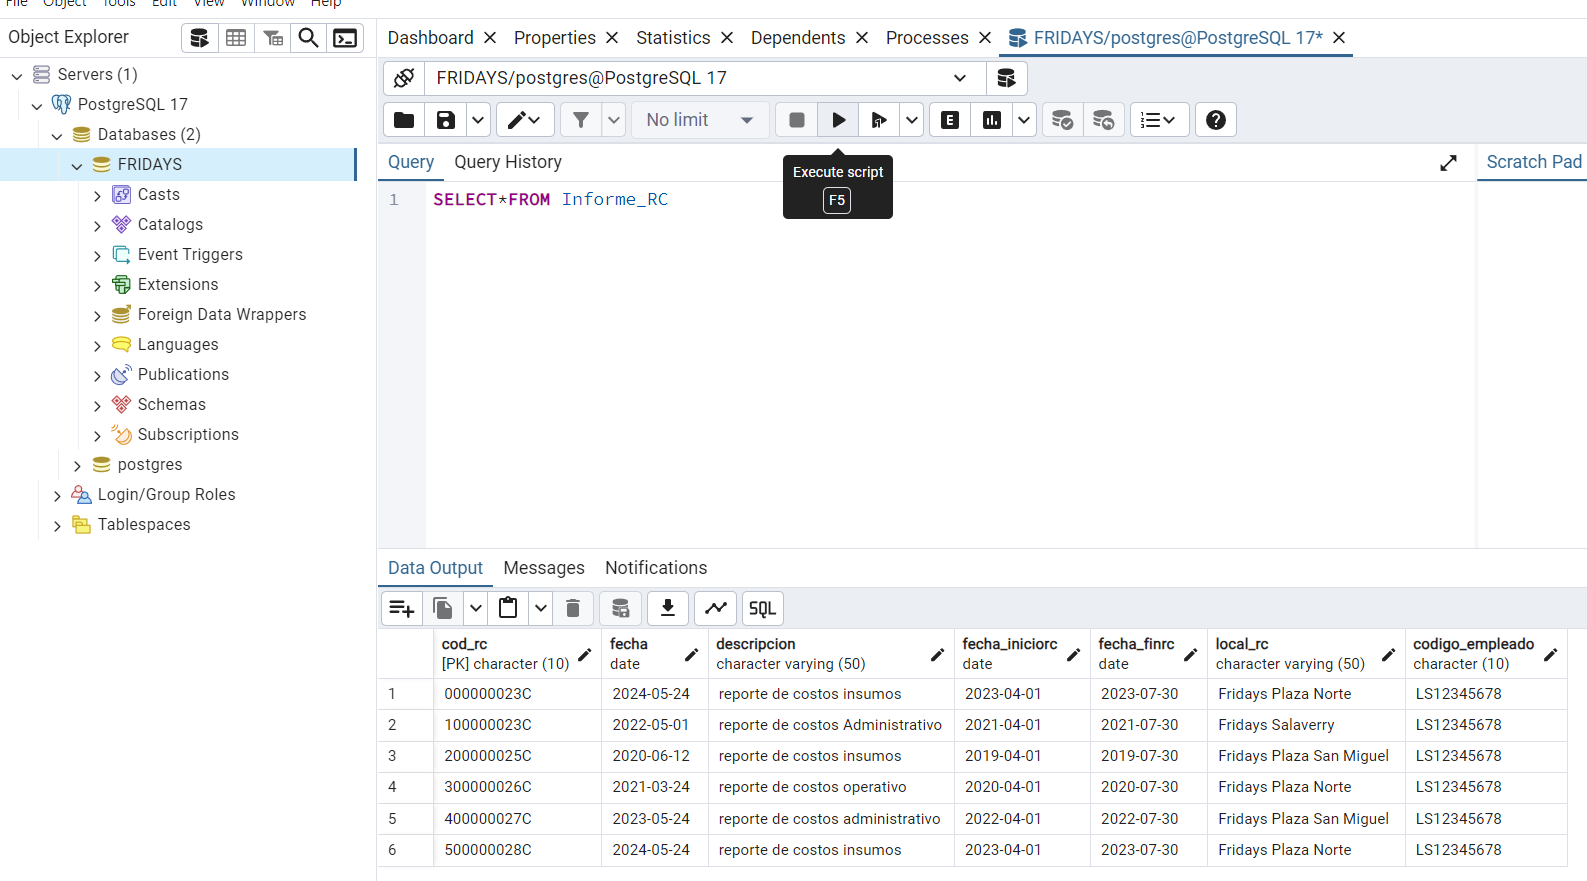 File Object Tools Edit View Window Help
Object Explorer
Dashboard Properties Statistics Dependents Processes FRIDAYS/postgres@PostgreSQL 17*
Servers (1)
PostgreSQL 17
Databases (2)
FRIDAYS
Casts
Catalogs
Event Triggers
Extensions
Foreign Data Wrappers
Languages
Publications
Schemas
Subscriptions
postgres
Login/Group Roles
Tablespaces
FRIDAYS/postgres@PostgreSQL 17
No limit
E
Query Query History
Scratch Pad
Execute script
F5
1 SELECT*FROM Informe_RC
Data Output Messages Notifications
SQL
cod_rc fecha descripcion fecha_iniciorc fecha_finrc local_rc codigo_empleado
[PK] character (10) date character varying (50) date date character varying (50) character (10)
1 000000023C 2024-05-24 reporte de costos insumos 2023-04-01 2023-07-30 Fridays Plaza Norte LS12345678
2 100000023C 2022-05-01 reporte de costos Administrativo 2021-04-01 2021-07-30 Fridays Salaverry LS12345678
3 200000025C 2020-06-12 reporte de costos insumos 2019-04-01 2019-07-30 Fridays Plaza San Miguel LS12345678
4 300000026C 2021-03-24 reporte de costos operativo 2020-04-01 2020-07-30 Fridays Plaza Norte LS12345678
5 400000027C 2023-05-24 reporte de costos administrativo 2022-04-01 2022-07-30 Fridays Plaza San Miguel LS12345678
6 500000028C 2024-05-24 reporte de costos insumos 2023-04-01 2023-07-30 Fridays Plaza Norte LS12345678